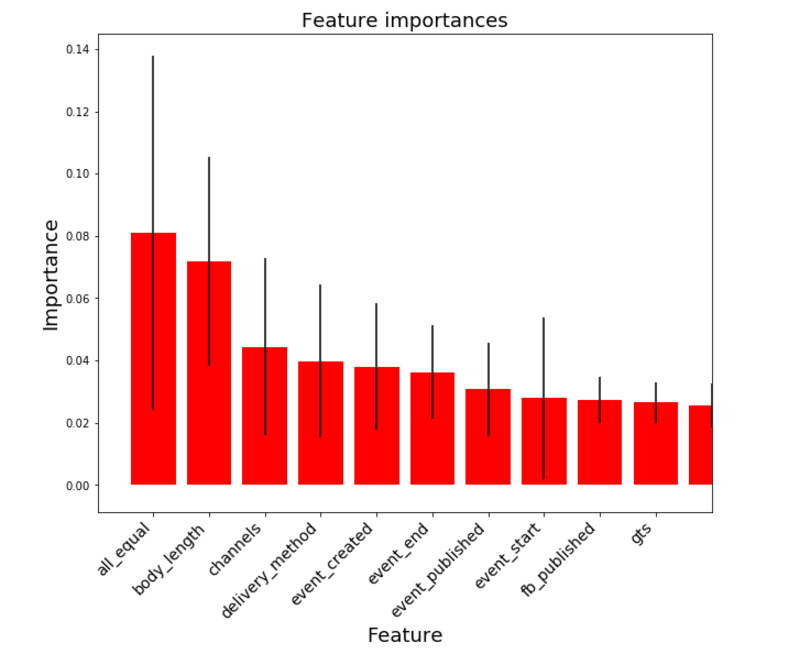 Feature importances
Importance
0.14
0.12
0.10
0.08
0.06
0.04
0.02
0.00
all_equal
body_length
channels
delivery_method
event_created
event_end
event_published
event_start
fb_published
gts
Feature